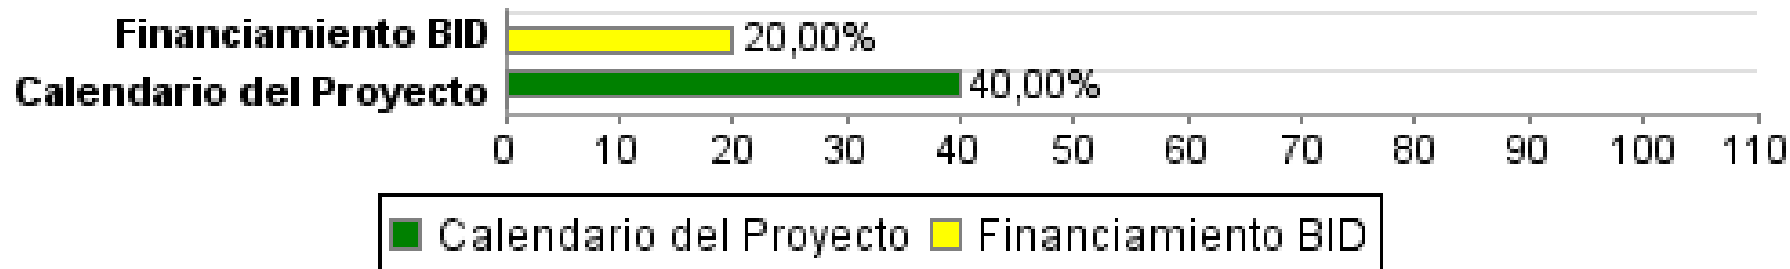 Financiamiento BID 20,00%
Calendario del Proyecto 40,00%
0 10 20 30 40 50 60 70 80 90 100 110
Calendario del Proyecto Financiamiento BID